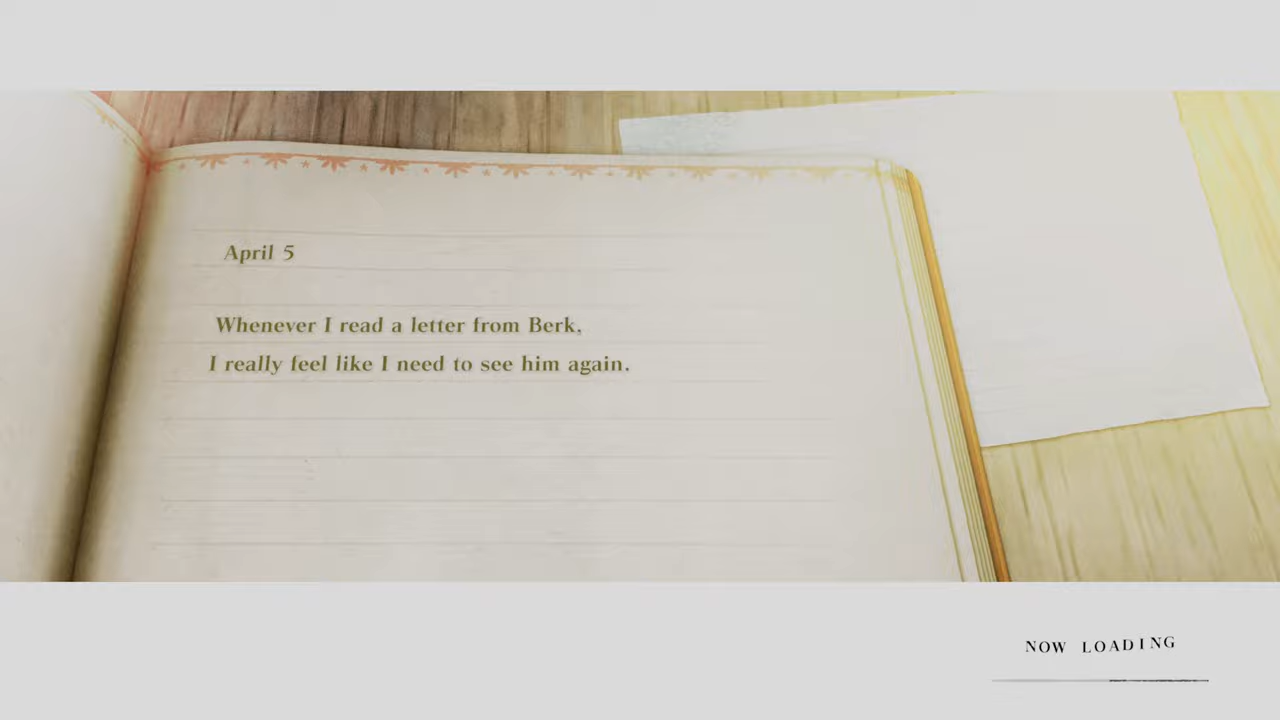 April 5
Whenever I read a letter from Berk,
I really feel like I need to see him again.
NOW LOADING